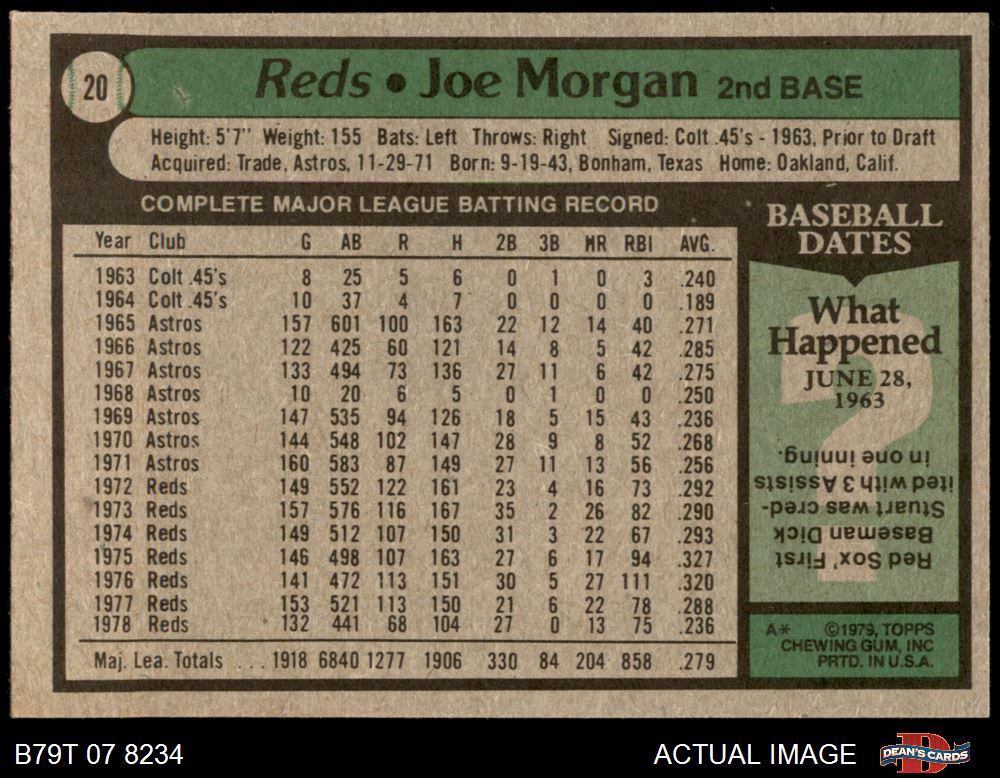 20
Reds • Joe Morgan 2nd BASE
Height: 5'7" Weight: 155 Bats: Left Throws: Right Signed: Colt .45's - 1963, Prior to Draft
Acquired: Trade, Astros, 11-29-71 Born: 9-19-43, Bonham, Texas Home: Oakland, Calif.
COMPLETE MAJOR LEAGUE BATTING RECORD
Year Club G AB R H 2B 3B HR RBI AVG.
1963 Colt .45's 8 25 5 6 0 1 0 3 .240
1964 Colt .45's 10 37 4 7 0 0 0 0 .189
1965 Astros 157 601 100 163 22 12 14 40 .271
1966 Astros 122 425 60 121 14 8 5 42 .285
1967 Astros 133 494 73 136 27 11 6 42 .275
1968 Astros 10 20 6 5 0 1 0 0 .250
1969 Astros 147 535 94 126 18 5 15 43 .236
1970 Astros 144 548 102 147 28 9 8 52 .268
1971 Astros 160 583 87 149 27 11 13 56 .256
1972 Reds 149 552 122 161 23 4 16 73 .292
1973 Reds 157 576 116 167 35 2 26 82 .290
1974 Reds 149 512 107 150 31 3 22 67 .293
1975 Reds 146 498 107 163 27 6 17 94 .327
1976 Reds 141 472 113 151 30 5 27 111 .320
1977 Reds 153 521 113 150 21 6 22 78 .288
1978 Reds 132 441 68 104 27 0 13 75 .236
Maj. Lea. Totals ... 1918 6840 1277 1906 330 84 204 858 .279
BASEBALL
DATES
What
Happened
JUNE 28,
1963
?
Red Sox' First
Baseman Dick
Stuart was cred-
ited with 3 Assists
in one inning.
A* ©1979, TOPPS
CHEWING GUM, INC
PRTD. IN U.S.A.
B79T 07 8234
ACTUAL IMAGE
DEAN'S CARDS